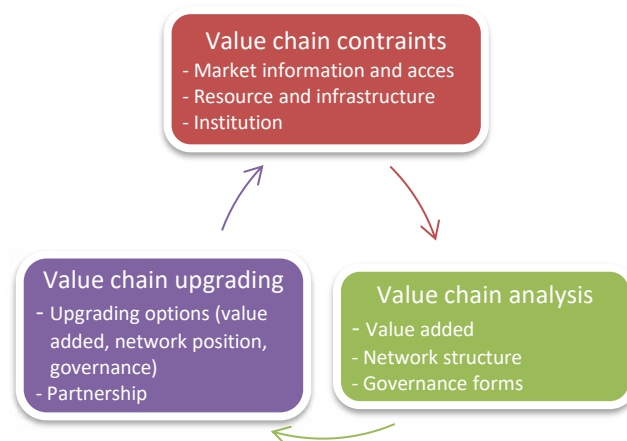 Value chain contraints
- Market information and acces
- Resource and infrastructure
- Institution
Value chain upgrading
- Upgrading options (value
added, network position,
governance)
- Partnership
Value chain analysis
- Value added
- Network structure
- Governance forms